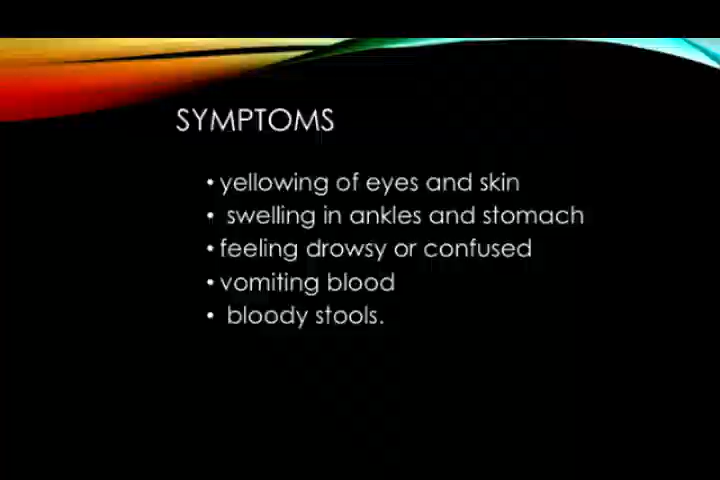 SYMPTOMS
• yellowing of eyes and skin
• swelling in ankles and stomach
• feeling drowsy or confused
• vomiting blood
• bloody stools.